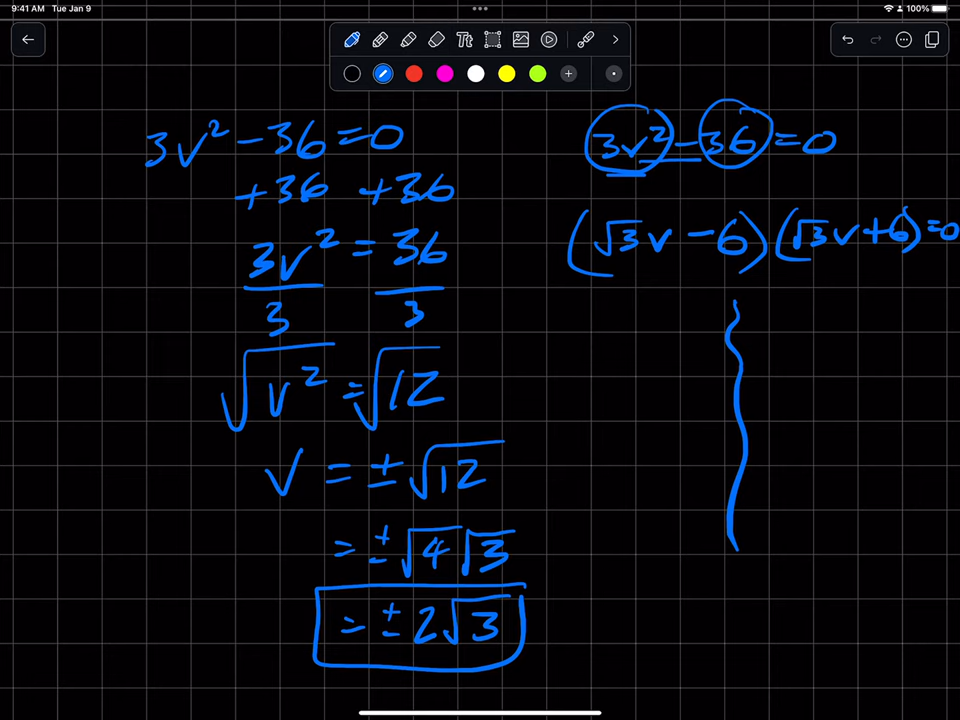 9:41 AM Tue Jan 9
100%
Tt
3v² - 36 = 0
+36 +36
3v² = 36
3 3
√v² = √12
v = ± √12
= ± √4 √3
= ± 2√3
3v² - 36 = 0
(√3v - 6)(√3v + 6) = 0